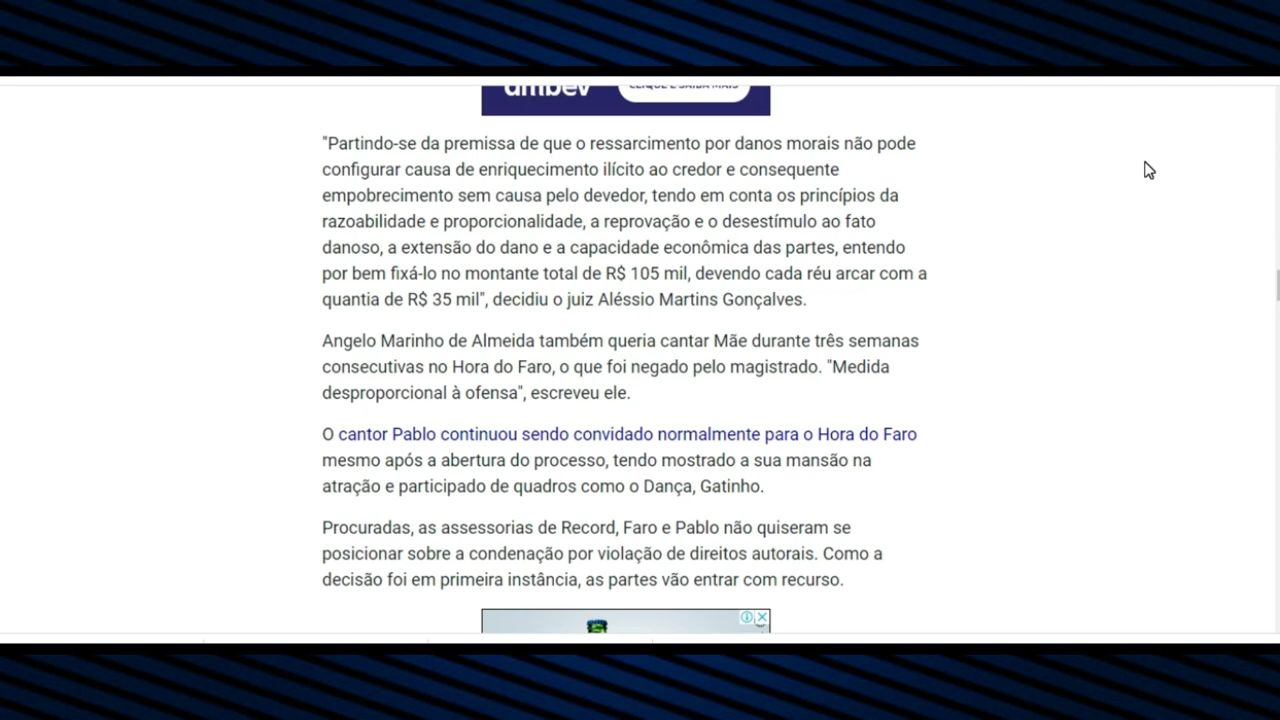 ambev CLIQUE E SAIBA MAIS
"Partindo-se da premissa de que o ressarcimento por danos morais não pode
configurar causa de enriquecimento ilícito ao credor e consequente
empobrecimento sem causa pelo devedor, tendo em conta os princípios da
razoabilidade e proporcionalidade, a reprovação e o desestímulo ao fato
danoso, a extensão do dano e a capacidade econômica das partes, entendo
por bem fixá-lo no montante total de R$ 105 mil, devendo cada réu arcar com a
quantia de R$ 35 mil", decidiu o juiz Aléssio Martins Gonçalves.
Angelo Marinho de Almeida também queria cantar Mãe durante três semanas
consecutivas no Hora do Faro, o que foi negado pelo magistrado. "Medida
desproporcional à ofensa", escreveu ele.
O cantor Pablo continuou sendo convidado normalmente para o Hora do Faro
mesmo após a abertura do processo, tendo mostrado a sua mansão na
atração e participado de quadros como o Dança, Gatinho.
Procuradas, as assessorias de Record, Faro e Pablo não quiseram se
posicionar sobre a condenação por violação de direitos autorais. Como a
decisão foi em primeira instância, as partes vão entrar com recurso.